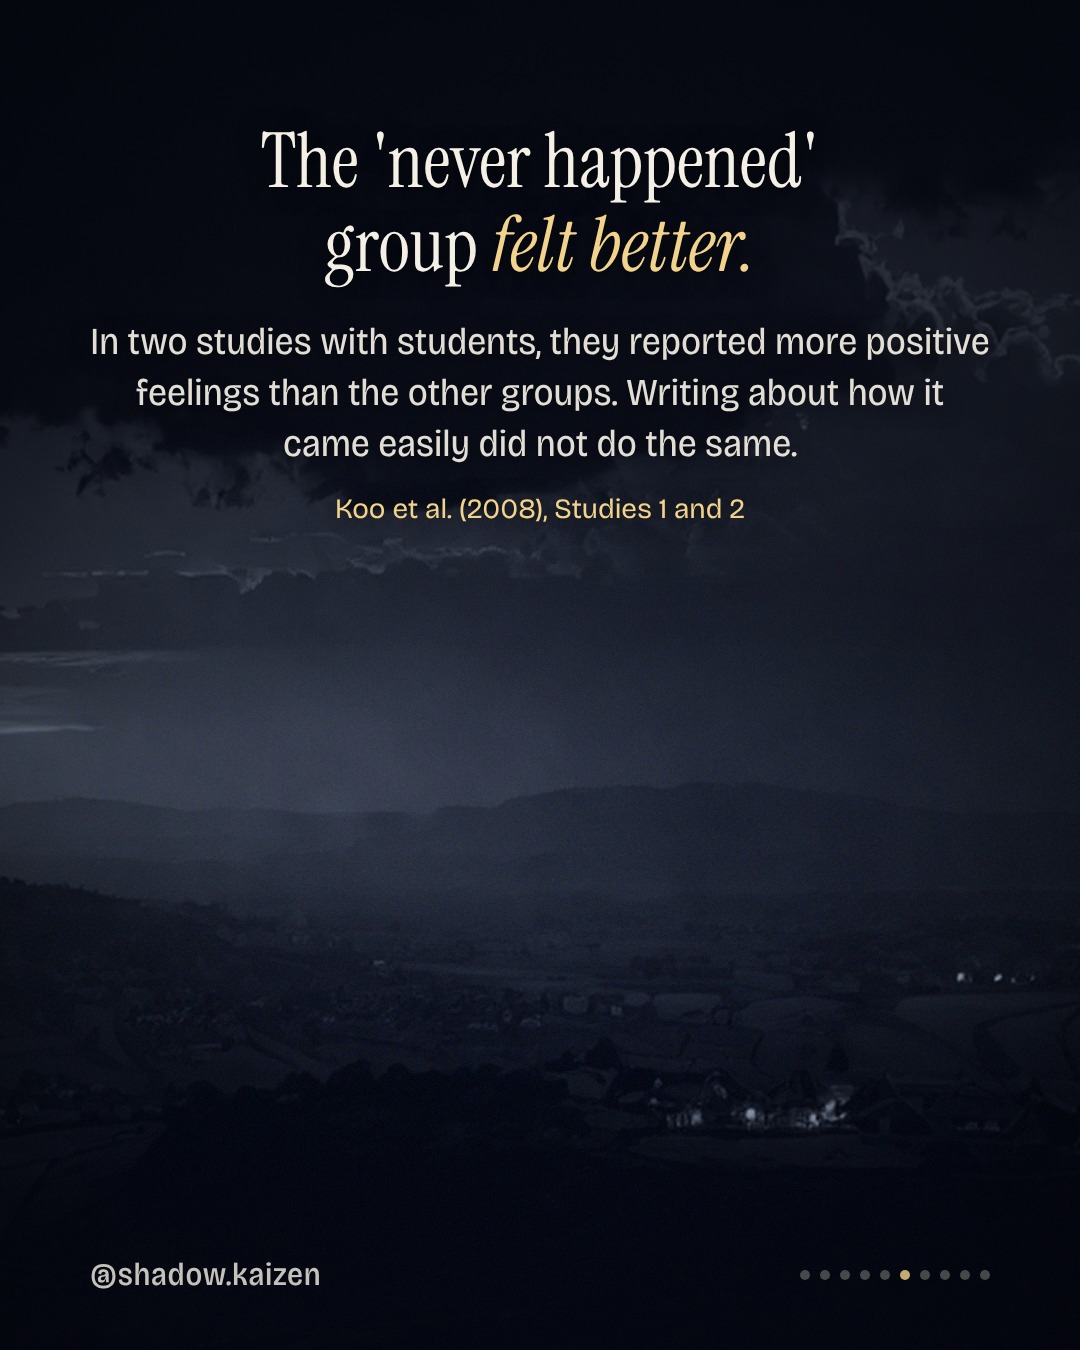 The 'never happened'
group felt better.
In two studies with students, they reported more positive
feelings than the other groups. Writing about how it
came easily did not do the same.
Koo et al. (2008), Studies 1 and 2
@shadow.kaizen